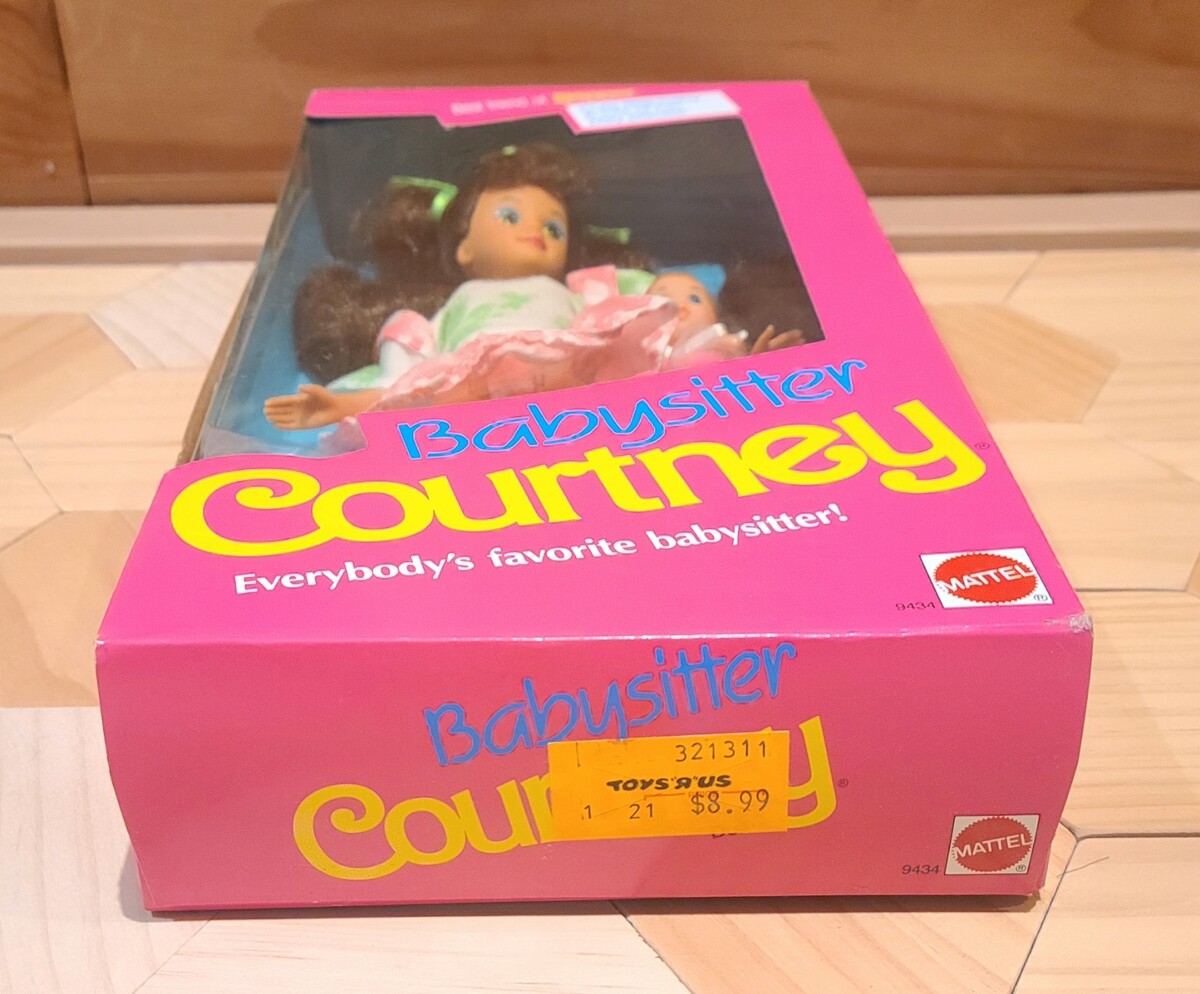 Babysitter
Courtney®
Everybody's favorite babysitter!
9434 MATTEL ®
Babysitter
Cour y®
321311
TOYS "R" US
1 21 $8.99
9434 MATTEL ®